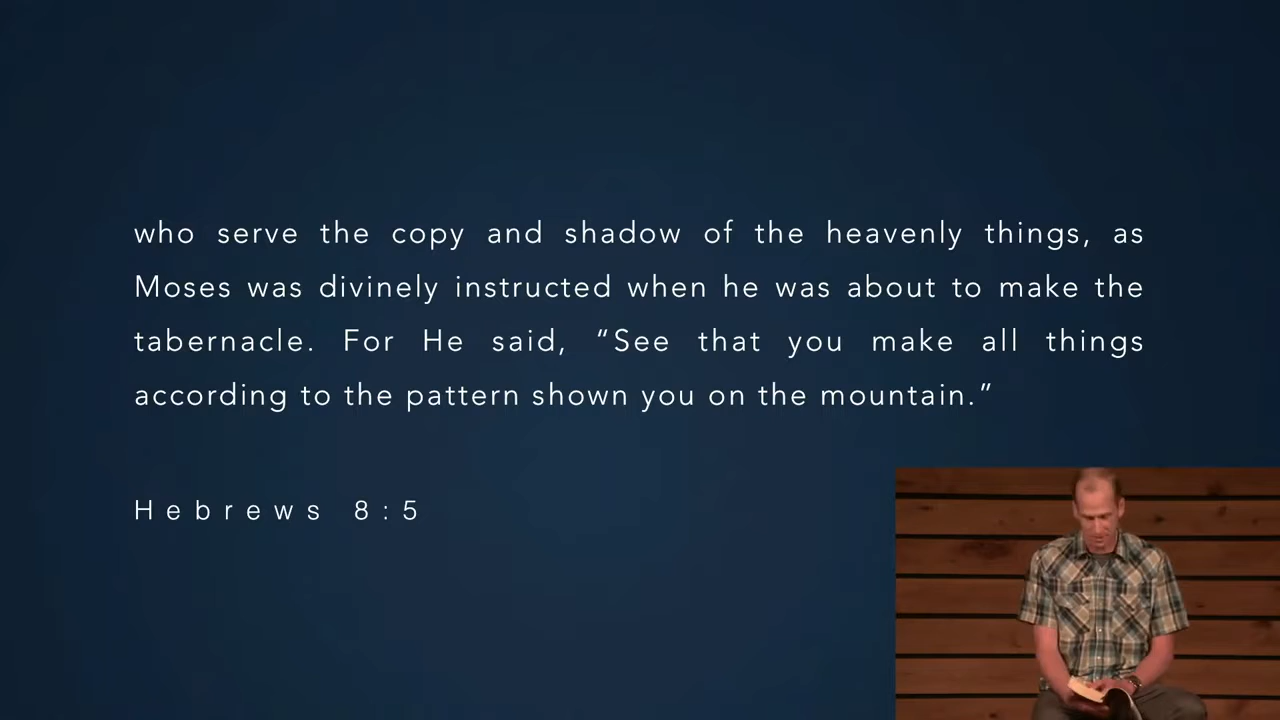 who serve the copy and shadow of the heavenly things, as
Moses was divinely instructed when he was about to make the
tabernacle. For He said, “See that you make all things
according to the pattern shown you on the mountain.”
Hebrews 8:5